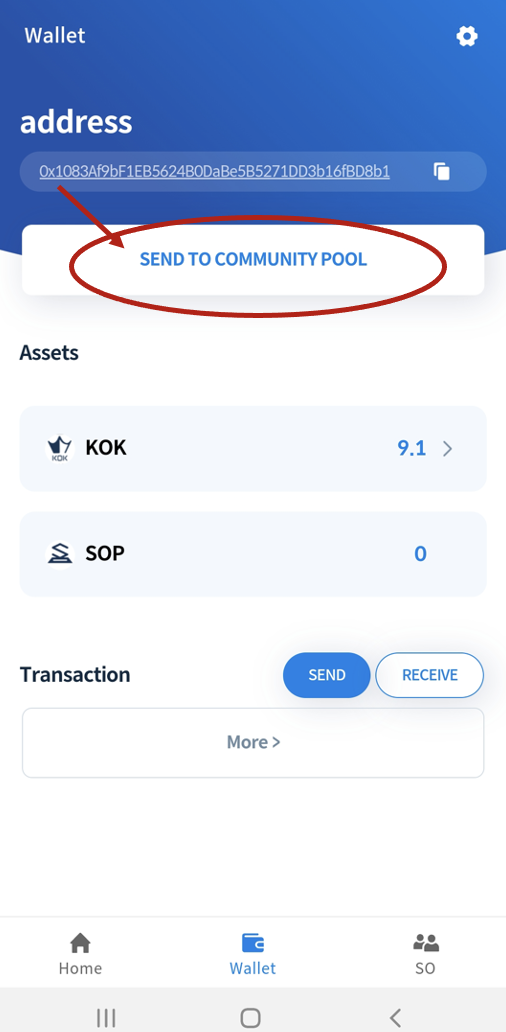 Wallet
address
0x1083Af9bF1EB5624B0DaBe5B5271DD3b16fBD8b1
SEND TO COMMUNITY POOL
Assets
KOK
KOK 9.1
SOP 0
Transaction SEND RECEIVE
More >
Home Wallet SO